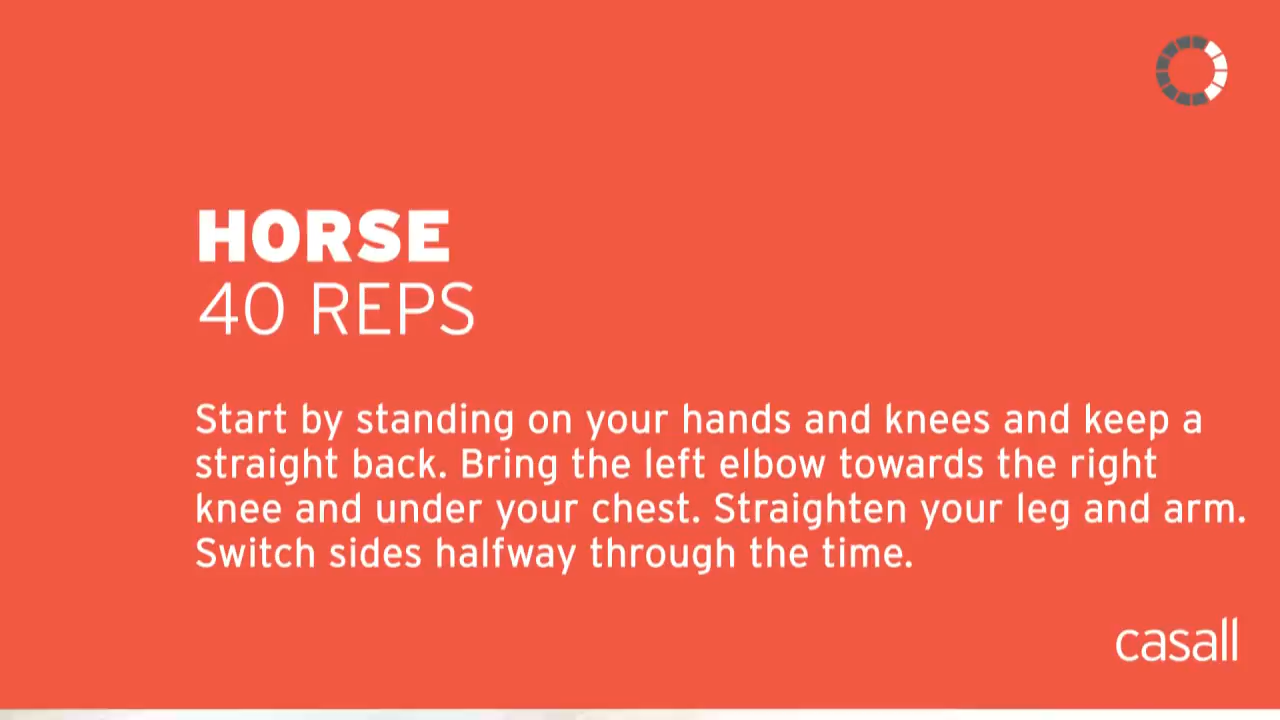 HORSE
40 REPS
Start by standing on your hands and knees and keep a
straight back. Bring the left elbow towards the right
knee and under your chest. Straighten your leg and arm.
Switch sides halfway through the time.
casall